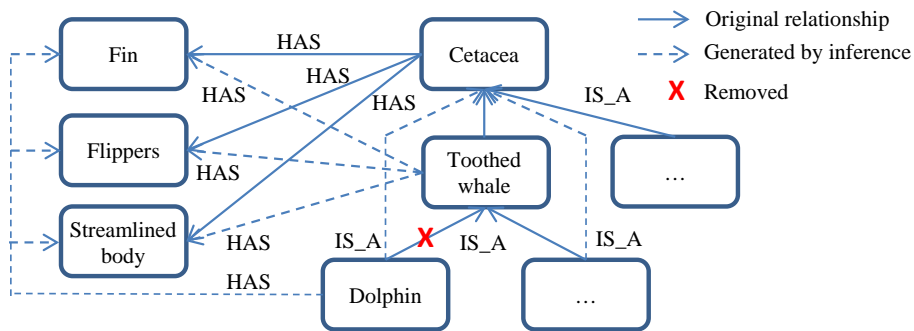 HAS
Fin
Cetacea
Original relationship
Generated by inference
X Removed
HAS
HAS
HAS
IS_A
Flippers
HAS
Toothed
whale
...
Streamlined
body
HAS
IS_A
X
IS_A
IS_A
HAS
Dolphin
...